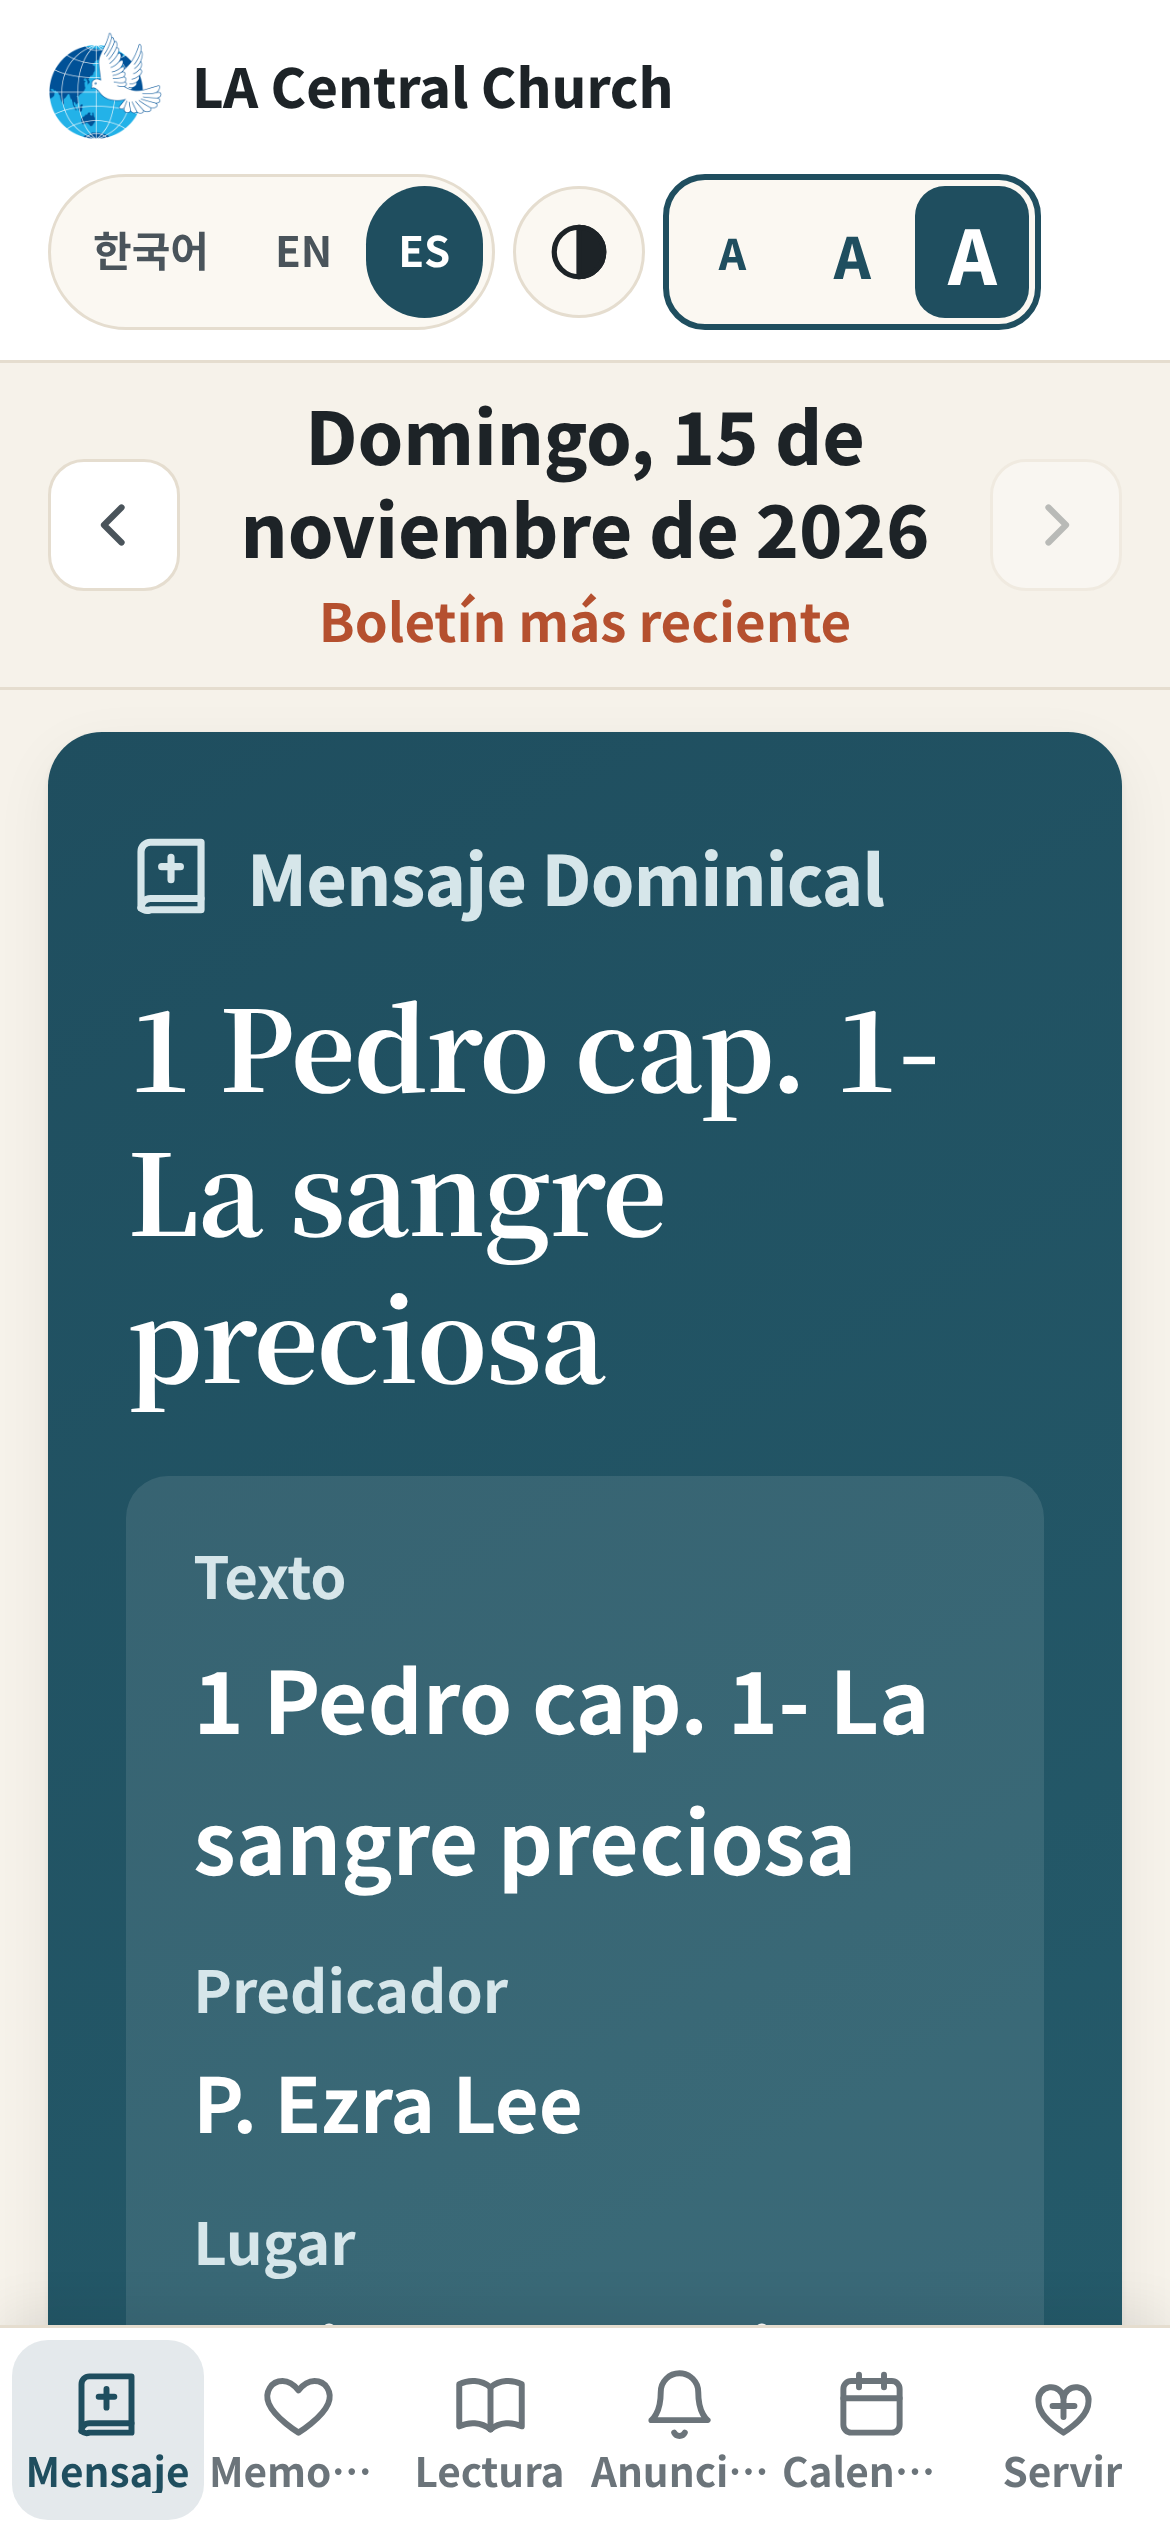 LA Central Church
한국어 EN ES A A A
Domingo, 15 de
noviembre de 2026
Boletín más reciente
Mensaje Dominical
1 Pedro cap. 1-
La sangre
preciosa
Texto
1 Pedro cap. 1- La
sangre preciosa
Predicador
P. Ezra Lee
Lugar
Mensaje Memo… Lectura Anunci… Calen… Servir